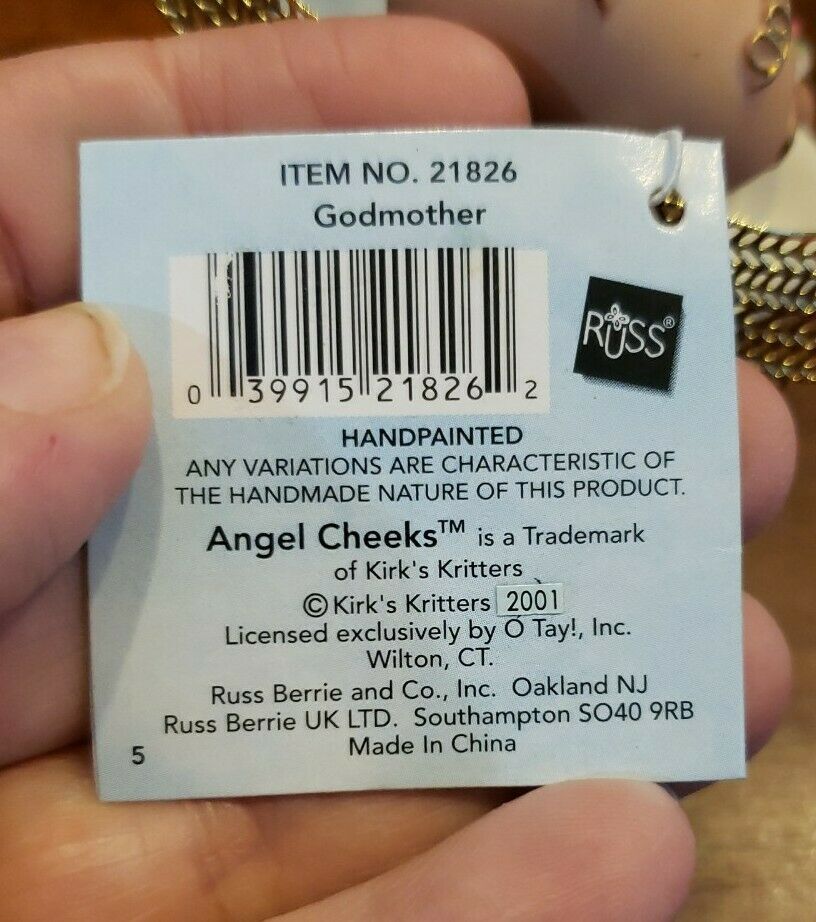 ITEM NO. 21826
Godmother
0 39915 21826 2
RUSS®
HANDPAINTED
ANY VARIATIONS ARE CHARACTERISTIC OF
THE HANDMADE NATURE OF THIS PRODUCT.
Angel Cheeks™ is a Trademark
of Kirk's Kritters
©Kirk's Kritters 2001
Licensed exclusively by O Tay!, Inc.
Wilton, CT.
Russ Berrie and Co., Inc. Oakland NJ
Russ Berrie UK LTD. Southampton SO40 9RB
5 Made In China